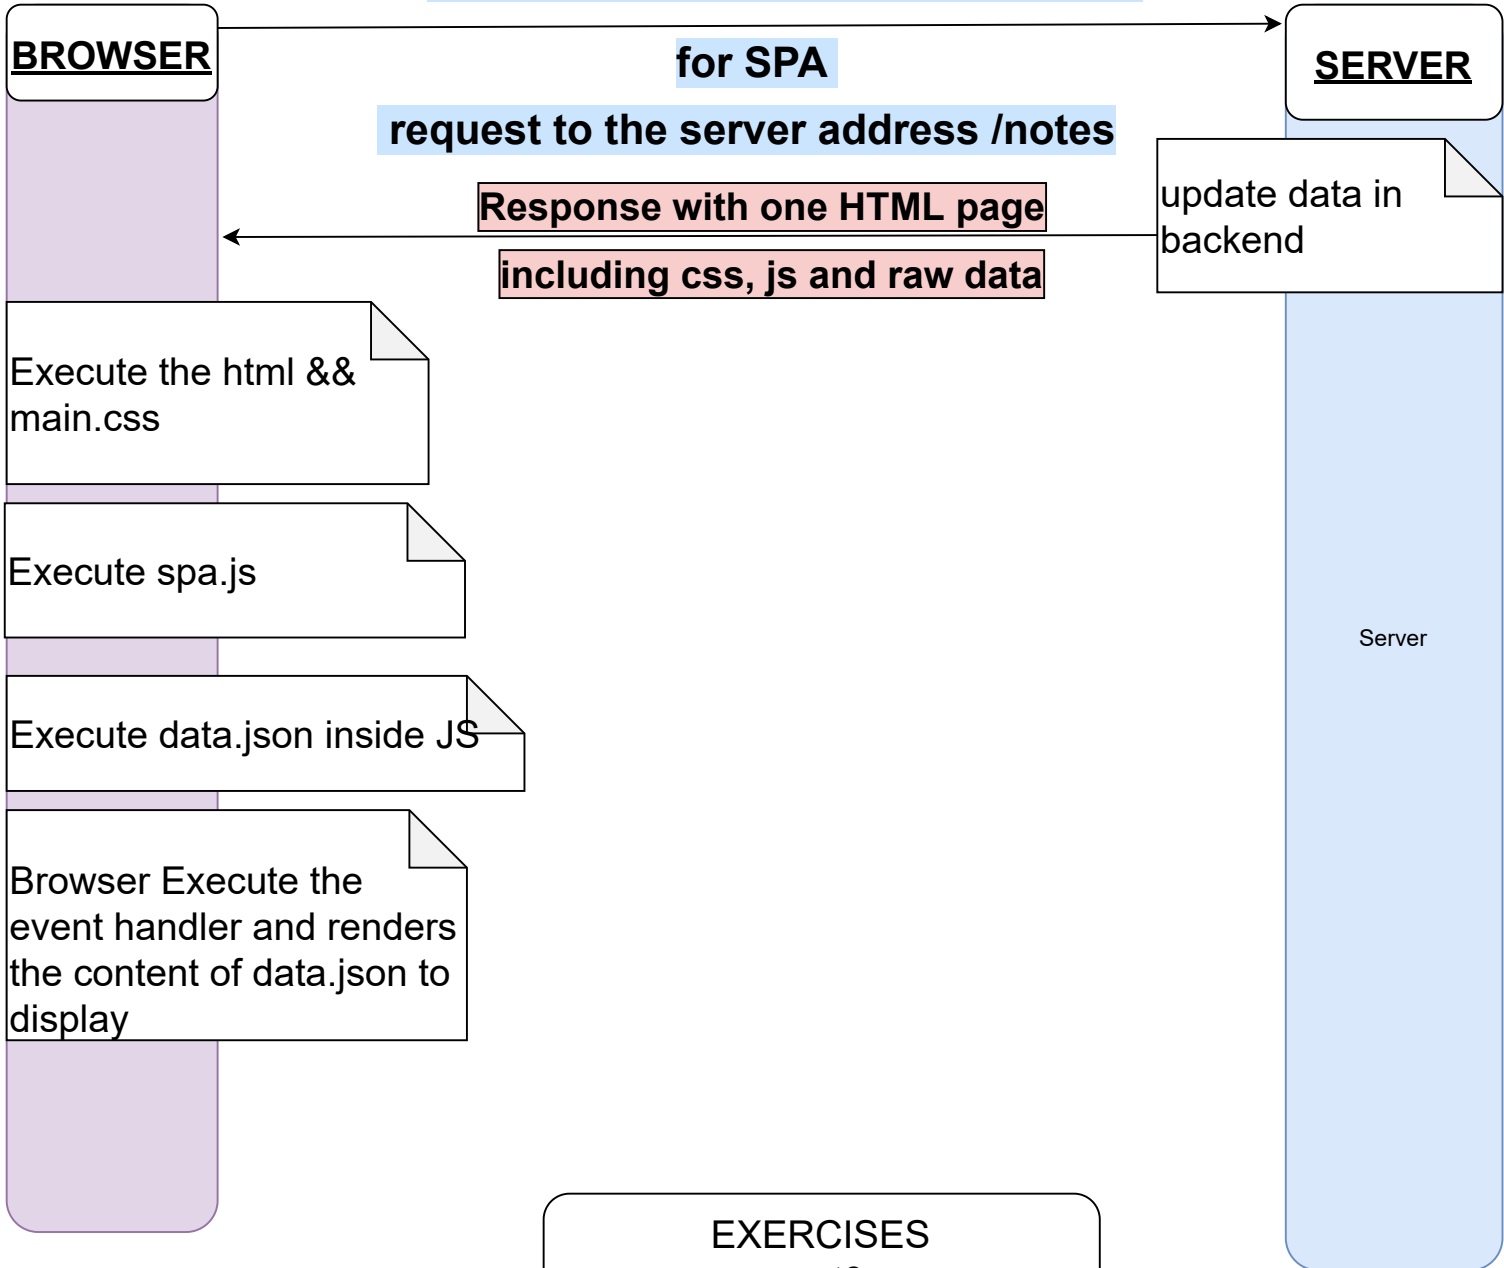 BROWSER
for SPA
SERVER
request to the server address /notes
Response with one HTML page
update data in
backend
including css, js and raw data
Execute the html &&
main.css
Execute spa.js
Server
Execute data.json inside JS
Browser Execute the
event handler and renders
the content of data.json to
display
EXERCISES